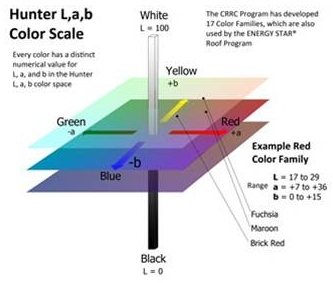 Hunter L,a,b
Color Scale
Every color has a distinct
numerical value for
L, a, and b in the Hunter
L, a, b color space
White
L = 100
The CRRC Program has developed
17 Color Families, which are also
used by the ENERGY STAR®
Roof Program
Yellow
+b
Green
-a
Red
+a
-b
Blue
Example Red
Color Family
L = 17 to 29
Range a = +7 to +36
b = 0 to +15
Fuchsia
Maroon
Brick Red
Black
L = 0